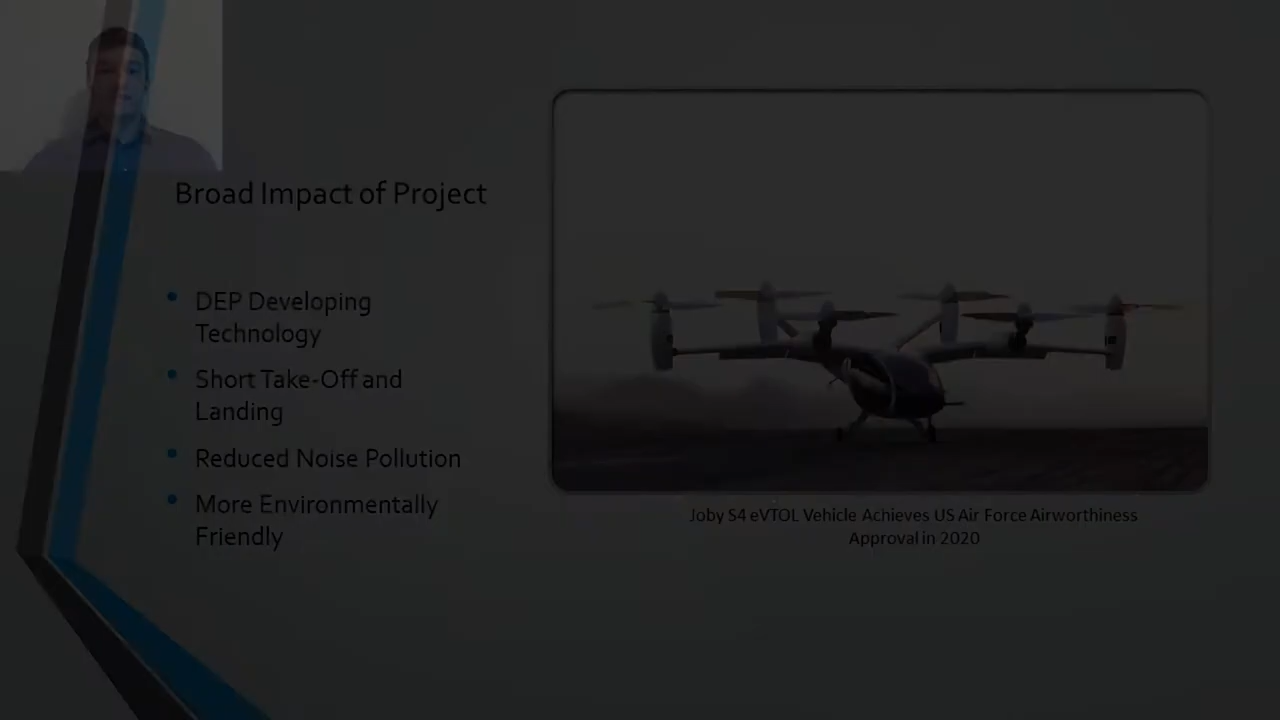 Broad Impact of Project
DEP Developing
Technology
Short Take-Off and
Landing
Reduced Noise Pollution
More Environmentally
Friendly
Joby S4 eVTOL Vehicle Achieves US Air Force Airworthiness
Approval in 2020